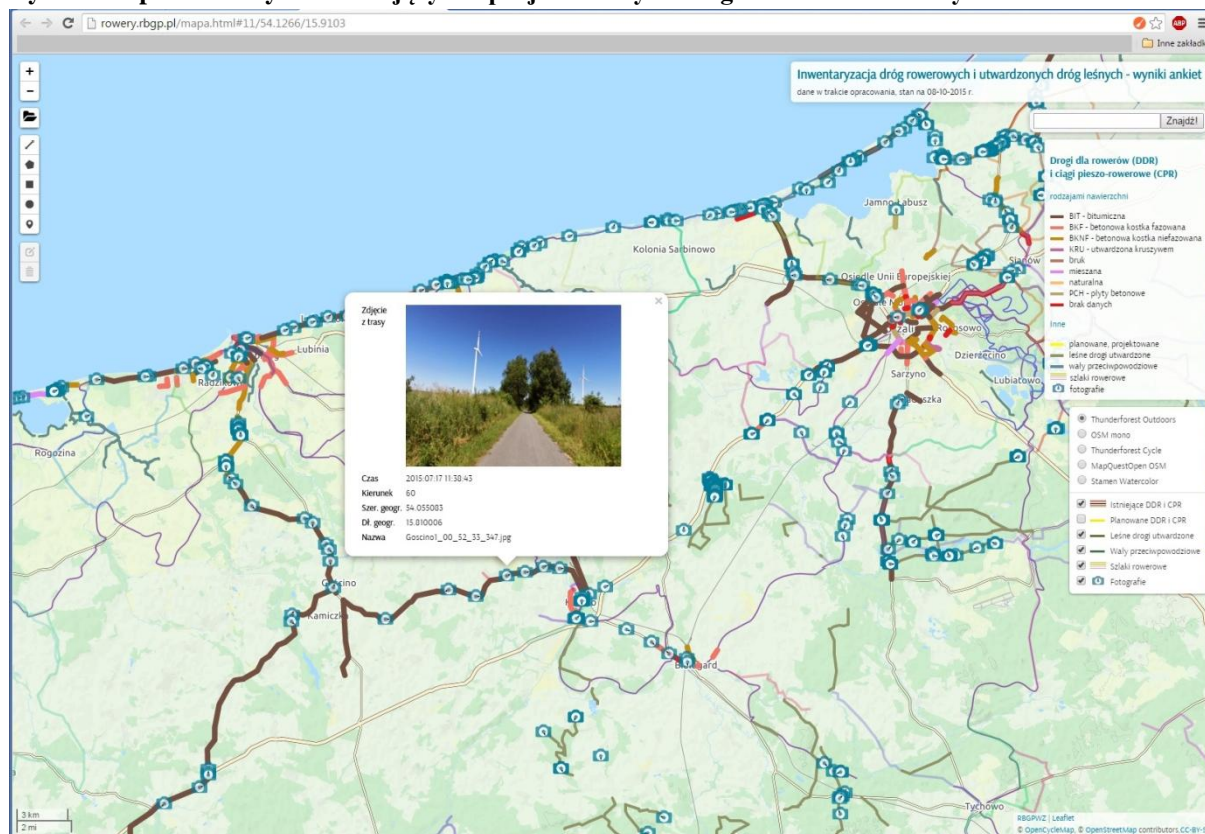 rowery.rbgp.pl/mapa.html#11/54.1266/15.9103
ABP
Inne zakładk
+
−
Inwentaryzacja dróg rowerowych i utwardzonych dróg leśnych - wyniki ankiet
dane w trakcie opracowania, stan na 08-10-2015 r.
Znajdź!
Drogi dla rowerów (DDR)
i ciągi pieszo-rowerowe (CPR)
rodzajami nawierzchni
BIT - bitumiczna
BKF - betonowa kostka fazowana
BKNF - betonowa kostka niefazowana
KRU - utwardzona kruszywem
bruk
mieszana
naturalna
PCH - płyty betonowe
brak danych
Inne
planowane, projektowane
leśne drogi utwardzone
wały przeciwpowodziowe
szlaki rowerowe
fotografie
Thunderforest Outdoors
OSM mono
Thunderforest Cycle
MapQuestOpen OSM
Stamen Watercolor
Istniejące DDR i CPR
Planowane DDR i CPR
Leśne drogi utwardzone
Wały przeciwpowodziowe
Szlaki rowerowe
Fotografie
Jamno-Łabusz
Kolonia Sarbinowo
Sianów
Osiedle Unii Europejskiej
Dzierżęcino
Sarzyno
Lubiatowo
Lubinia
Rogozina
Kamiczka
Tychowo
Zdjęcie
z trasy
×
Czas 2015:07:17 11:38:43
Kierunek 60
Szer. geogr. 54.055083
Dł. geogr. 15.810006
Nazwa Goscino1_00_52_33_347.jpg
3 km
2 mi
RBGPWZ | Leaflet
© OpenCycleMap, © OpenStreetMap contributors, CC-BY-S